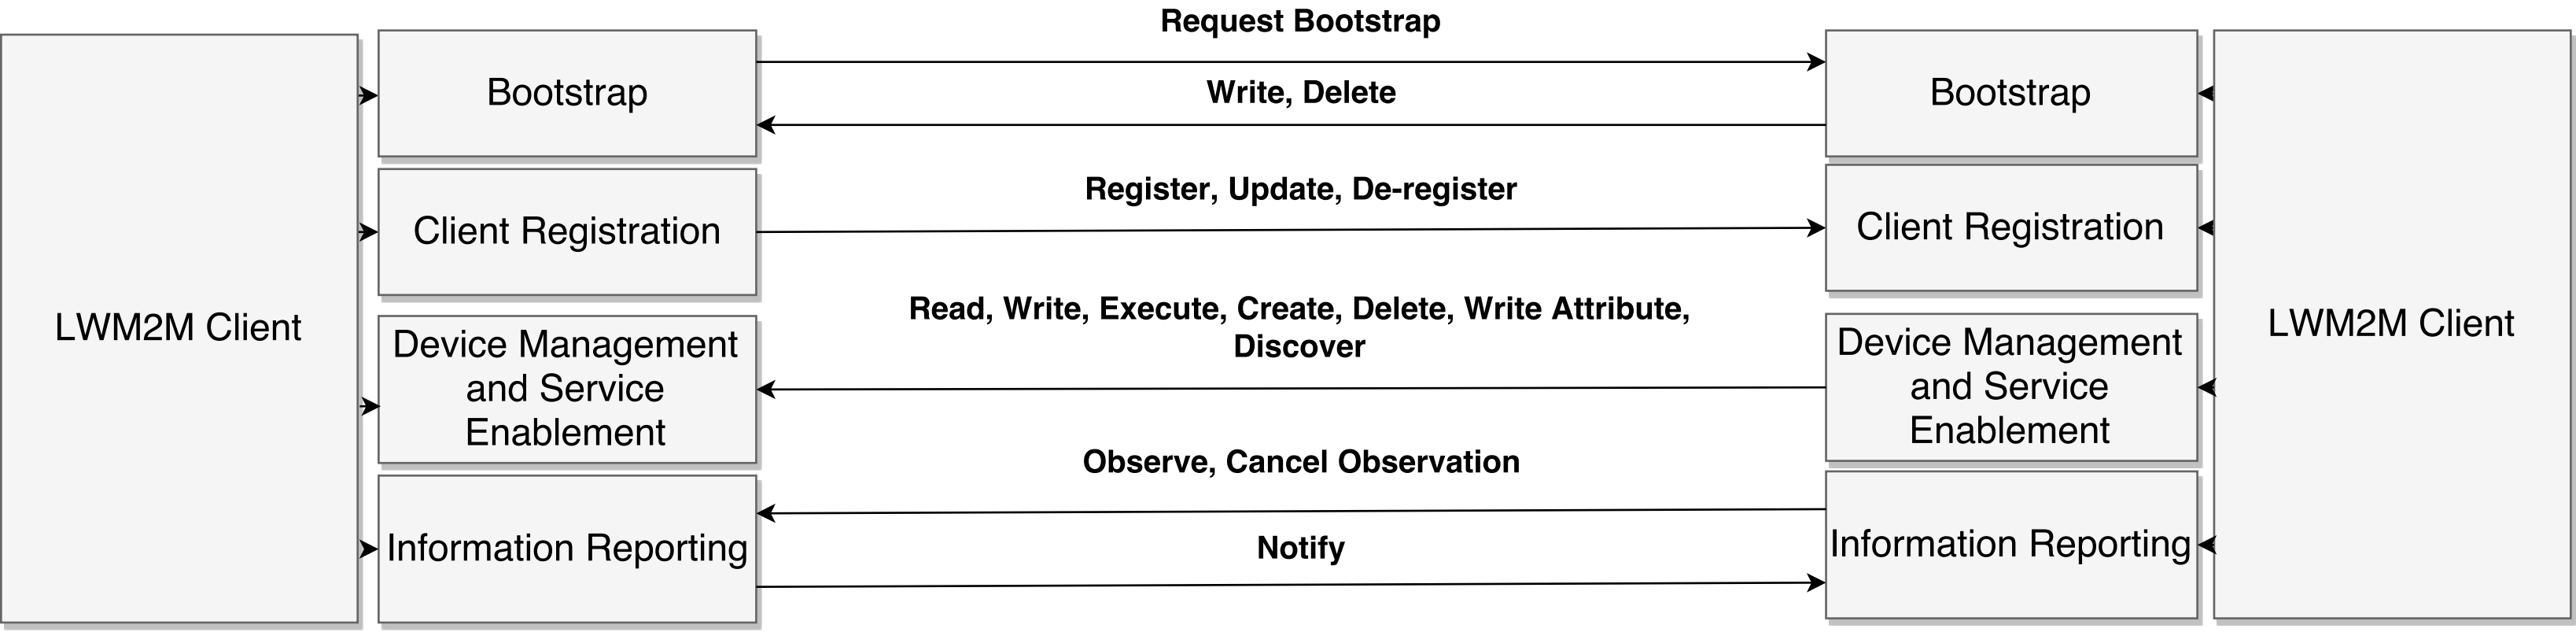 Request Bootstrap
Bootstrap
Write, Delete
Bootstrap
Register, Update, De-register
Client Registration
Client Registration
LWM2M Client
Read, Write, Execute, Create, Delete, Write Attribute,
Discover
LWM2M Client
Device Management
and Service
Enablement
Device Management
and Service
Enablement
Observe, Cancel Observation
Information Reporting
Notify
Information Reporting